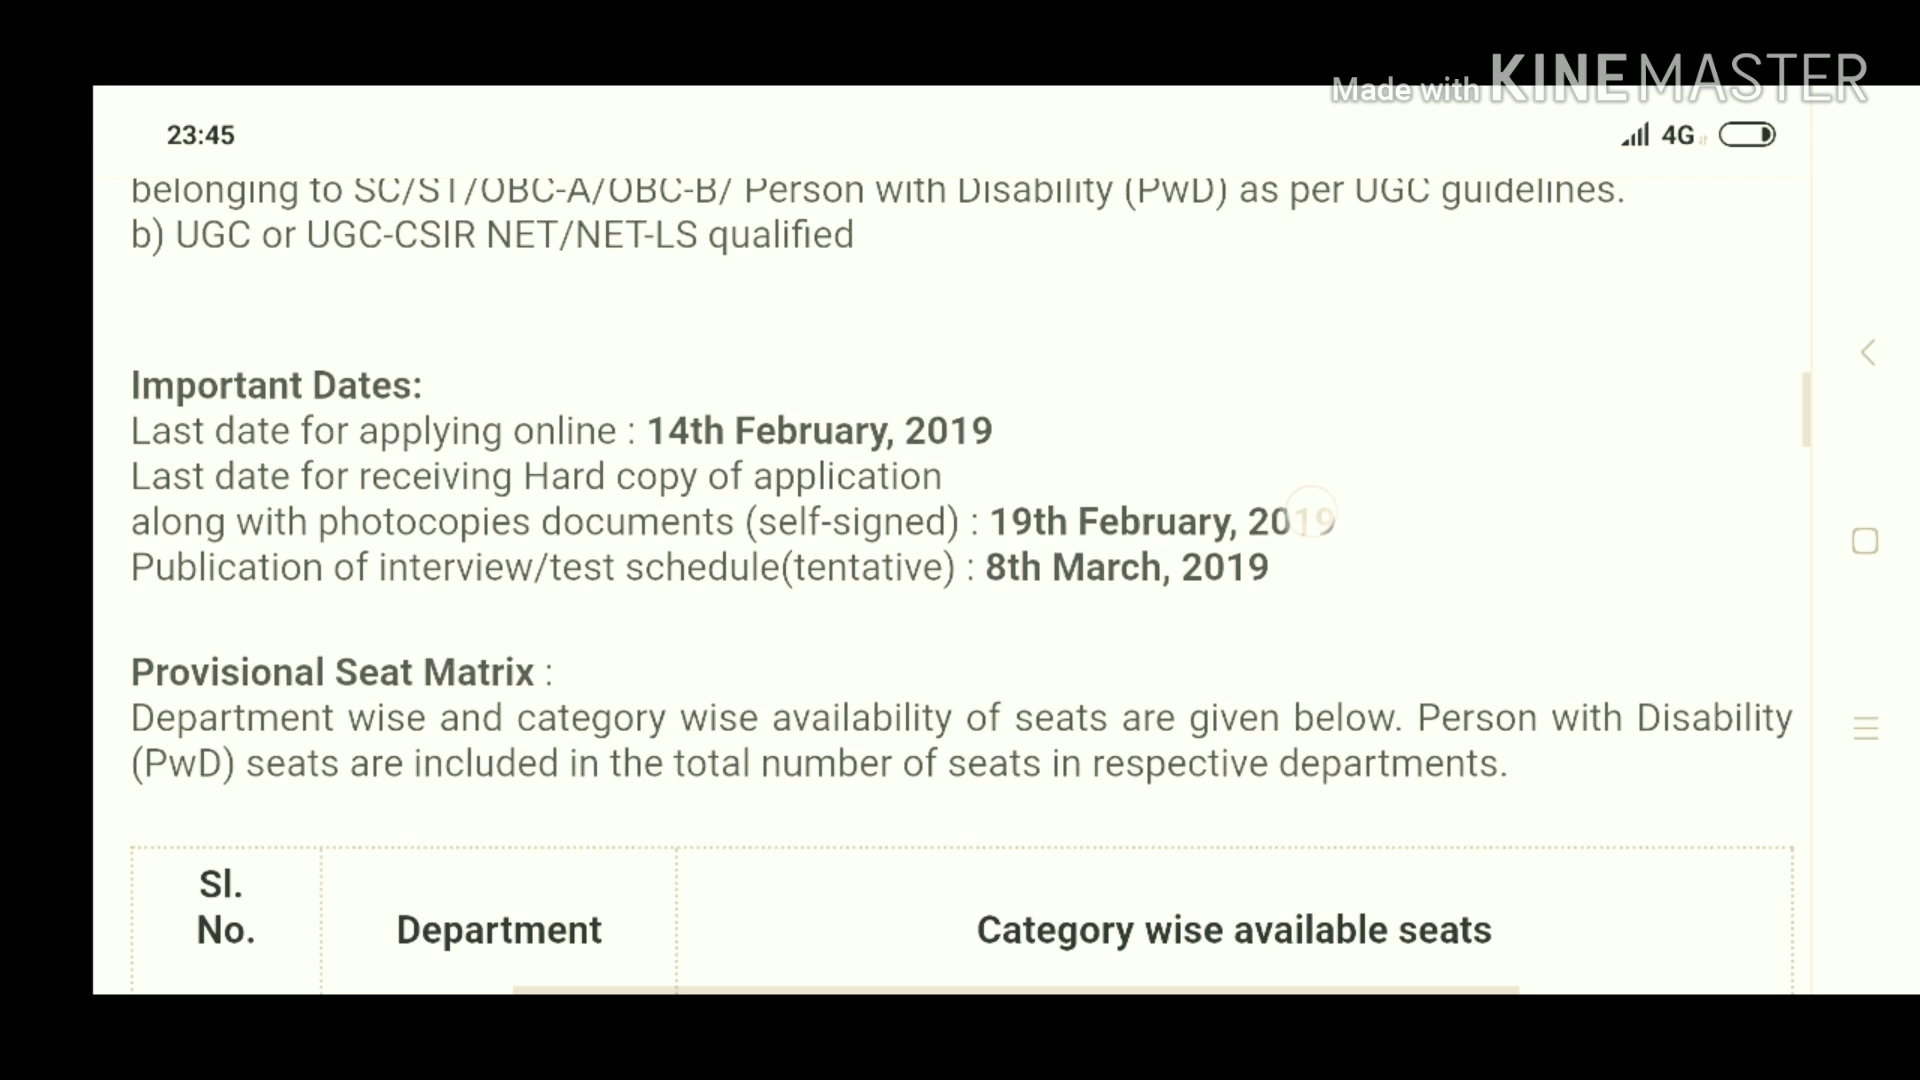 Made with KINEMASTER
23:45
4G
belonging to SC/ST/OBC-A/OBC-B/ Person with Disability (PwD) as per UGC guidelines.
b) UGC or UGC-CSIR NET/NET-LS qualified
Important Dates:
Last date for applying online : 14th February, 2019
Last date for receiving Hard copy of application
along with photocopies documents (self-signed) : 19th February, 2019
Publication of interview/test schedule(tentative) : 8th March, 2019
Provisional Seat Matrix :
Department wise and category wise availability of seats are given below. Person with Disability
(PwD) seats are included in the total number of seats in respective departments.
Sl.
No.
Department
Category wise available seats